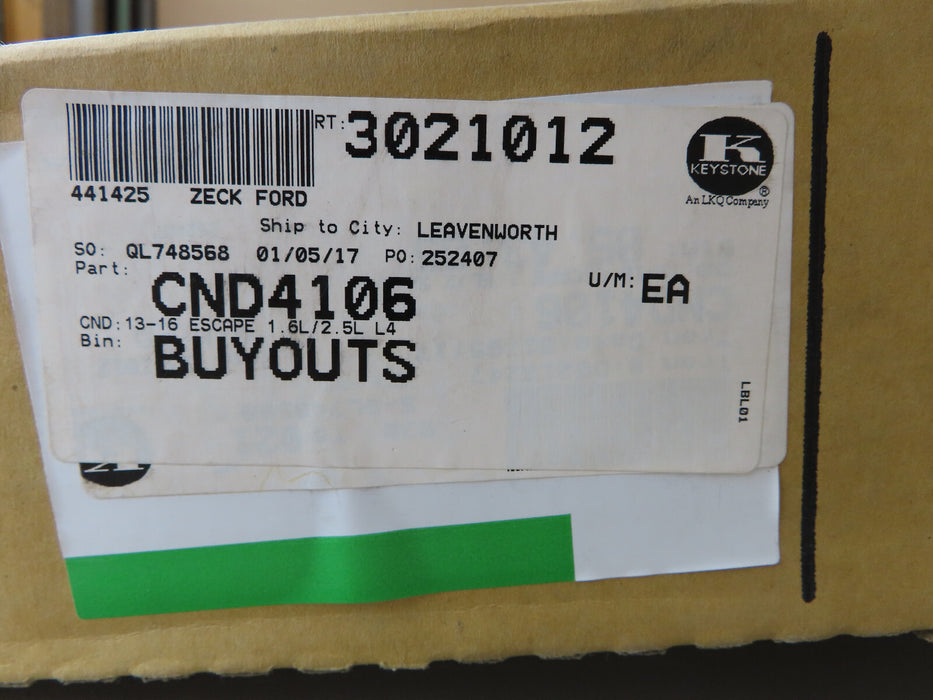 RT: 3021012
K
KEYSTONE
®
An LKQ Company
441425 ZECK FORD
Ship to City: LEAVENWORTH
SO: QL748568 01/05/17 PO: 252407
Part: CND4106
U/M: EA
CND: 13-16 ESCAPE 1.6L/2.5L L4
Bin: BUYOUTS
LBL01